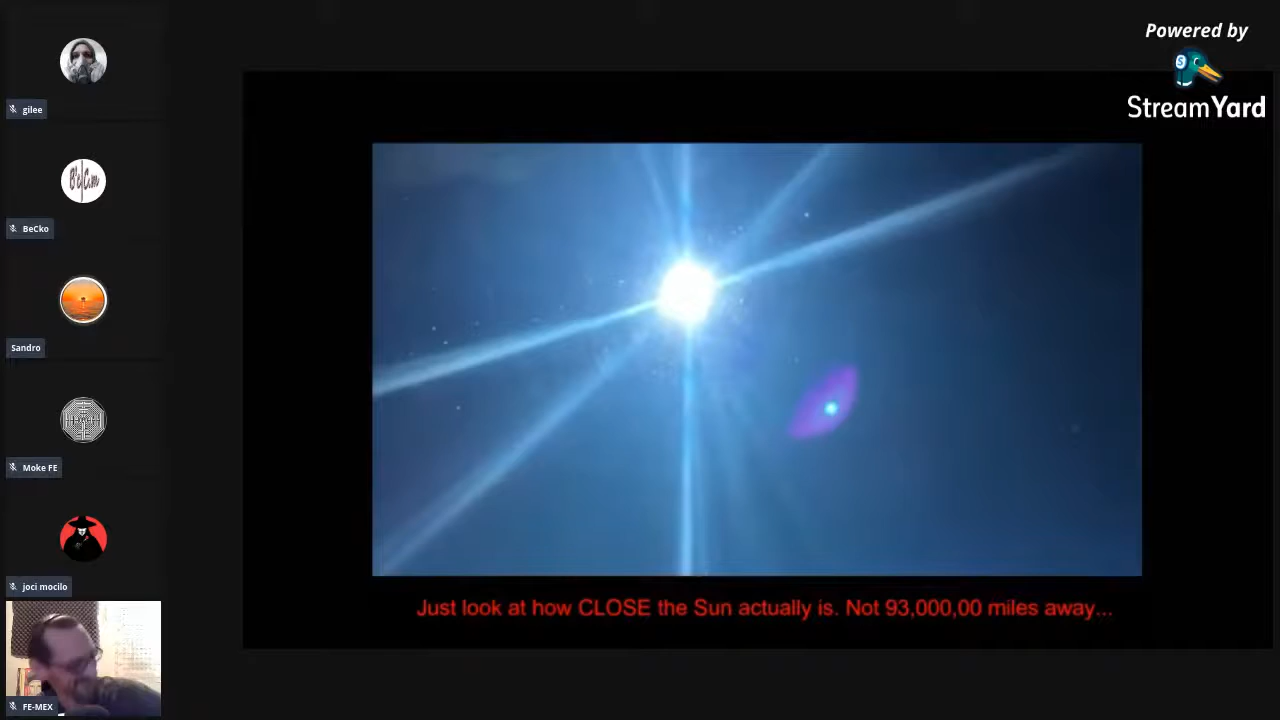 Powered by
StreamYard
gilee
BeCko
Sandro
Moke FE
joci mocilo
FE-MEX
Just look at how CLOSE the Sun actually is. Not 93,000,00 miles away...